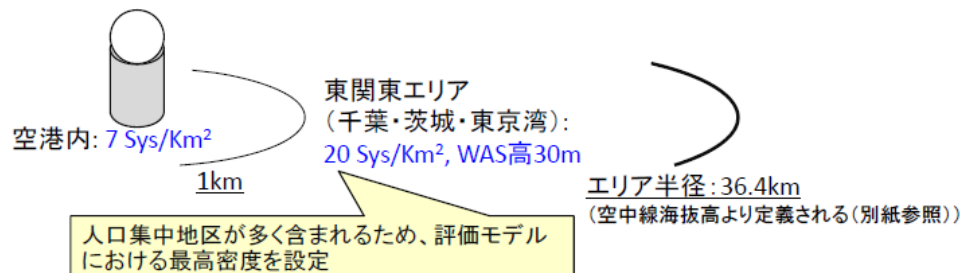 空港内: 7 Sys/Km²
1km
東関東エリア
(千葉・茨城・東京湾):
20 Sys/Km², WAS高30m
エリア半径:36.4km
(空中線海抜高より定義される(別紙参照))
人口集中地区が多く含まれるため、評価モデル
における最高密度を設定